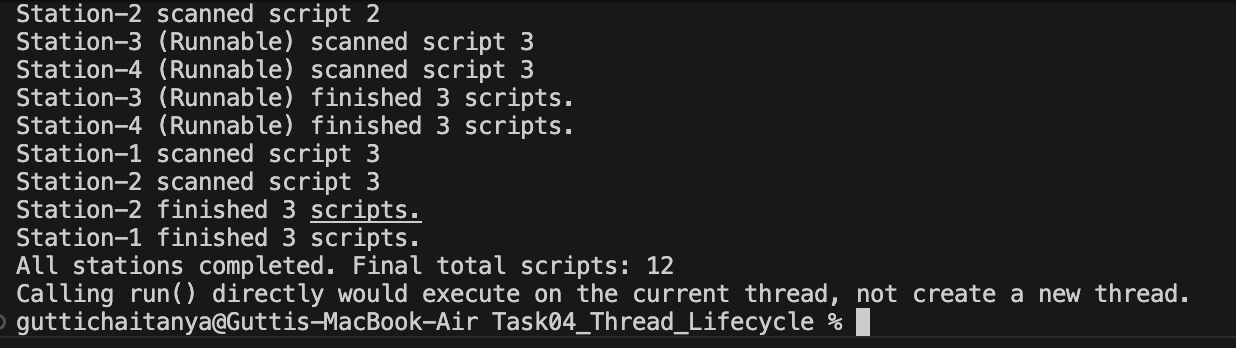 Station-2 scanned script 2
Station-3 (Runnable) scanned script 3
Station-4 (Runnable) scanned script 3
Station-3 (Runnable) finished 3 scripts.
Station-4 (Runnable) finished 3 scripts.
Station-1 scanned script 3
Station-2 scanned script 3
Station-2 finished 3 scripts.
Station-1 finished 3 scripts.
All stations completed. Final total scripts: 12
Calling run() directly would execute on the current thread, not create a new thread.
guttichaitanya@Guttis-MacBook-Air Task04_Thread_Lifecycle %